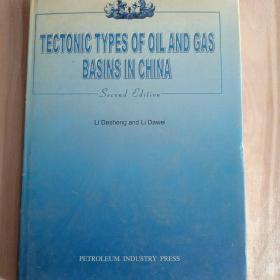 TECTONIC TYPES OF OIL AND GAS
BASINS IN CHINA
Second Edition
Li Desheng and Li Dawei
PETROLEUM INDUSTRY PRESS